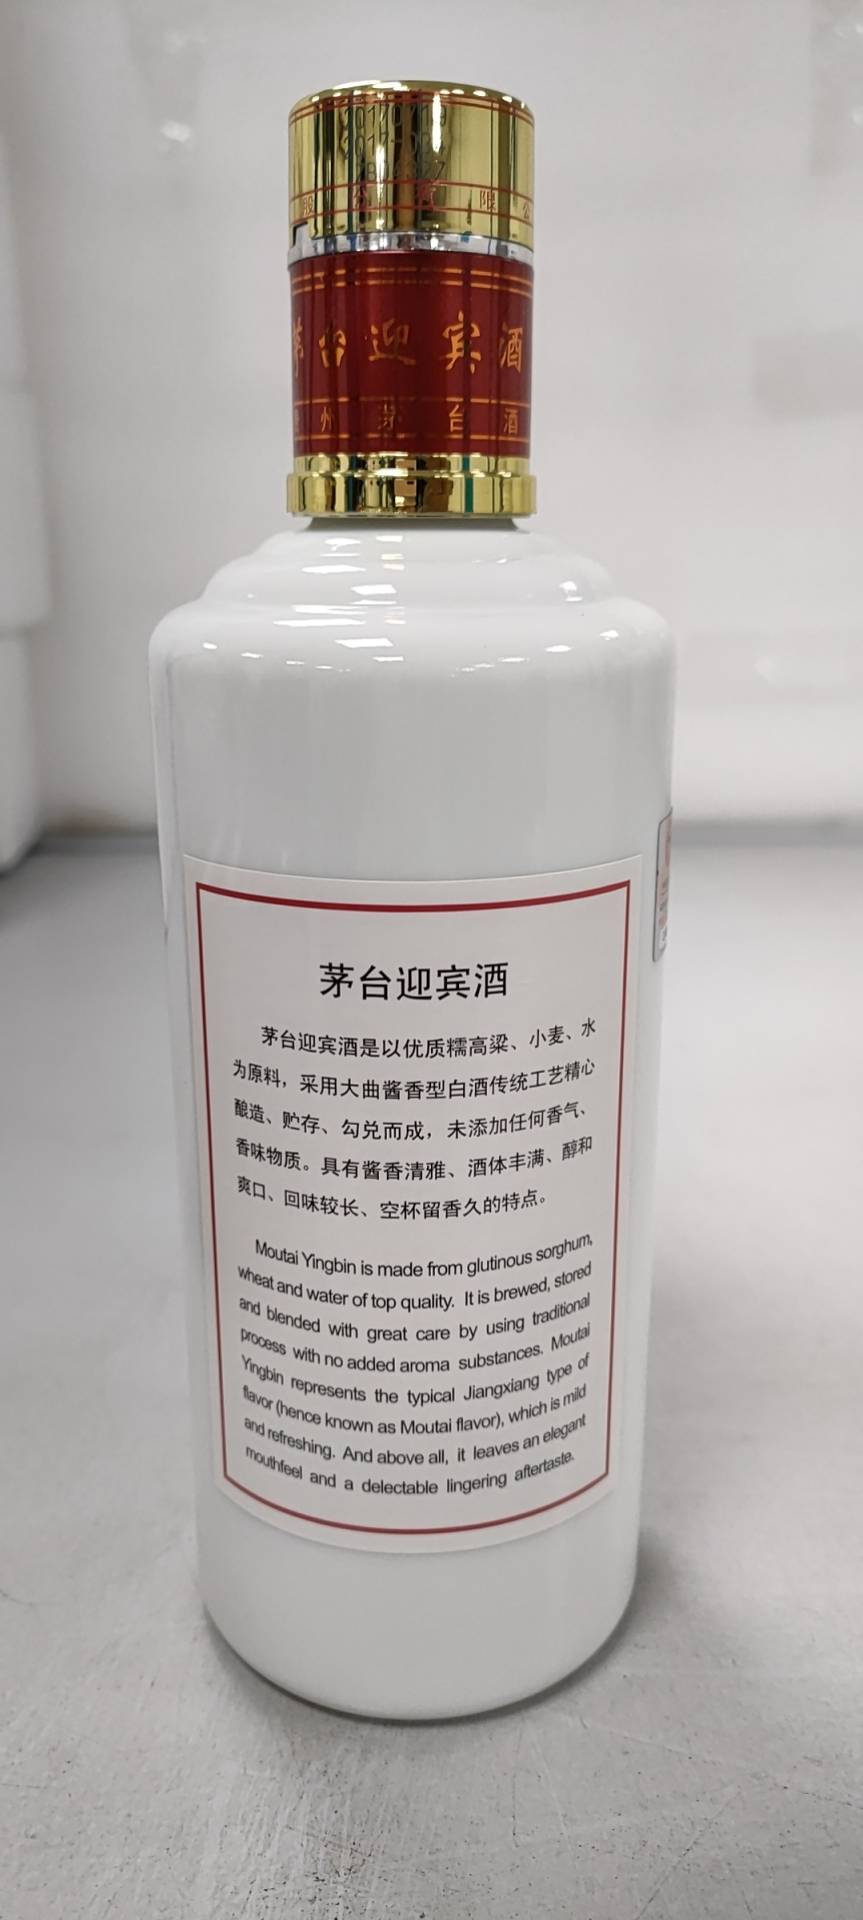 20170719
股份有限公
茅台迎宾酒
州茅台酒
茅台迎宾酒
茅台迎宾酒是以优质糯高粱、小麦、水
为原料，采用大曲酱香型白酒传统工艺精心
酿造、贮存、勾兑而成，未添加任何香气、
香味物质。具有酱香清雅、酒体丰满、醇和
爽口、回味较长、空杯留香久的特点。
Moutai Yingbin is made from glutinous sorghum,
wheat and water of top quality. It is brewed, stored
and blended with great care by using traditional
process with no added aroma substances. Moutai
Yingbin represents the typical Jiangxiang type of
flavor (hence known as Moutai flavor), which is mild
and refreshing. And above all, it leaves an elegant
mouthfeel and a delectable lingering aftertaste.